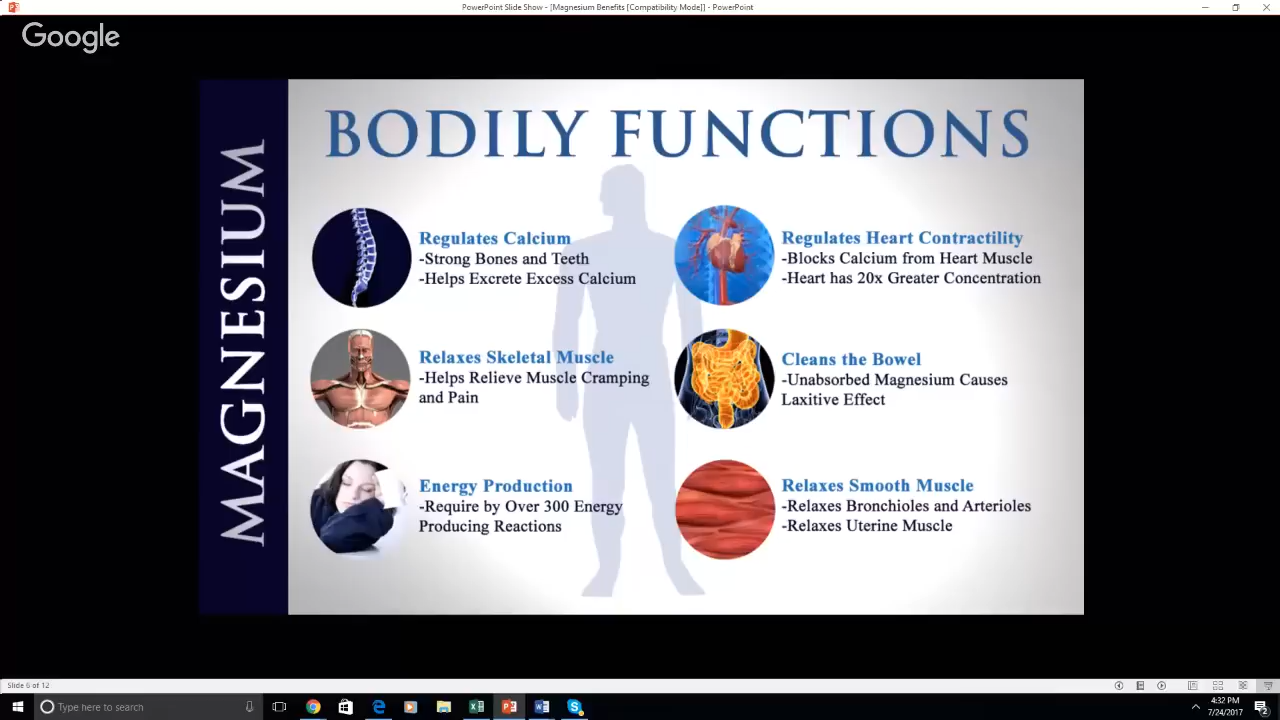 PowerPoint Slide Show - [Magnesium Benefits [Compatibility Mode]] - PowerPoint
Google
MAGNESIUM
BODILY FUNCTIONS
Regulates Calcium
-Strong Bones and Teeth
-Helps Excrete Excess Calcium
Regulates Heart Contractility
-Blocks Calcium from Heart Muscle
-Heart has 20x Greater Concentration
Relaxes Skeletal Muscle
-Helps Relieve Muscle Cramping
and Pain
Cleans the Bowel
-Unabsorbed Magnesium Causes
Laxitive Effect
Energy Production
-Require by Over 300 Energy
Producing Reactions
Relaxes Smooth Muscle
-Relaxes Bronchioles and Arterioles
-Relaxes Uterine Muscle
Slide 6 of 12
Type here to search
4:32 PM
7/24/2017
2